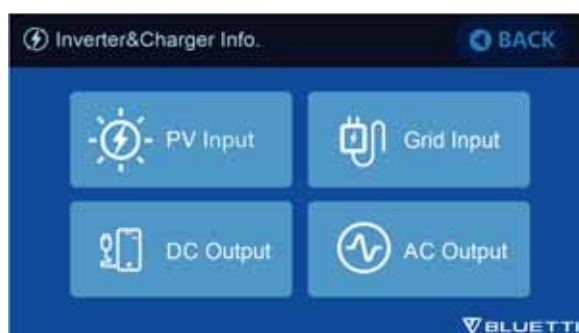 Inverter&Charger Info.
BACK
PV Input
Grid Input
DC Output
AC Output
BLUETTI